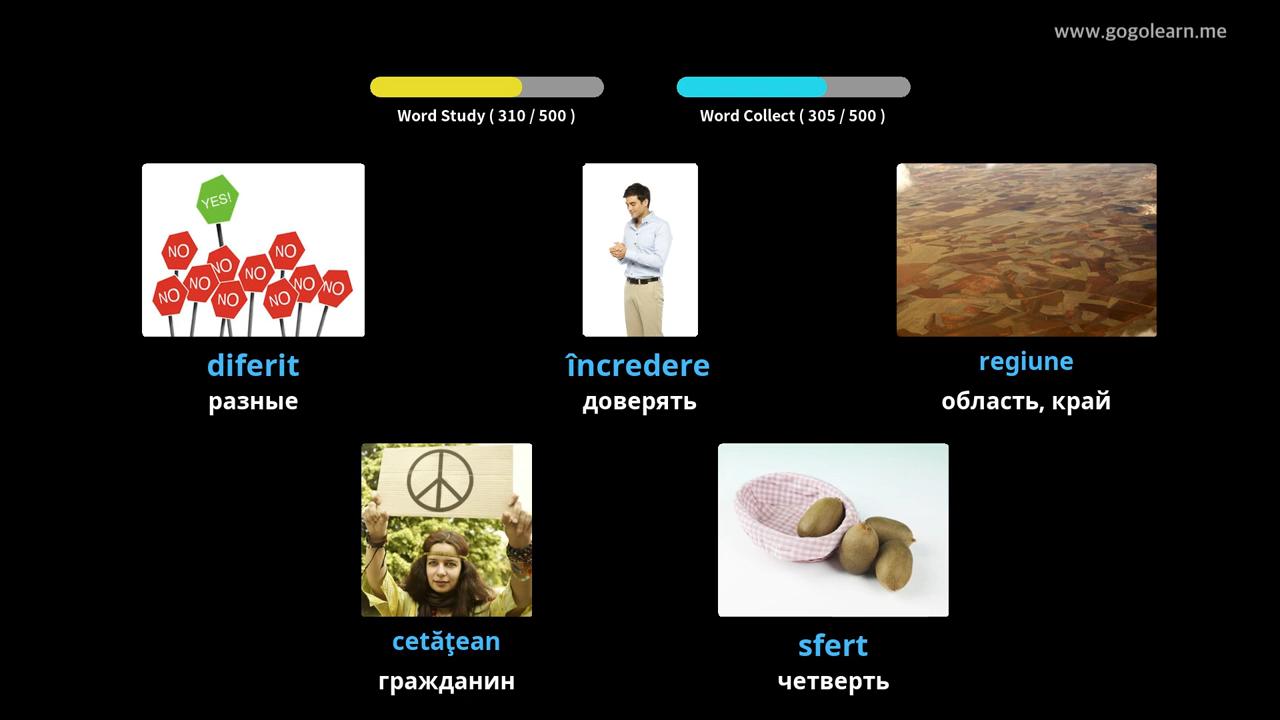 www.gogolearn.me
Word Study ( 310 / 500 )
Word Collect ( 305 / 500 )
YES!
NO
NO
NO
NO
NO
NO
NO
NO
NO
NO
diferit
разные
încredere
доверять
regiune
область, край
cetăţean
гражданин
sfert
четверть